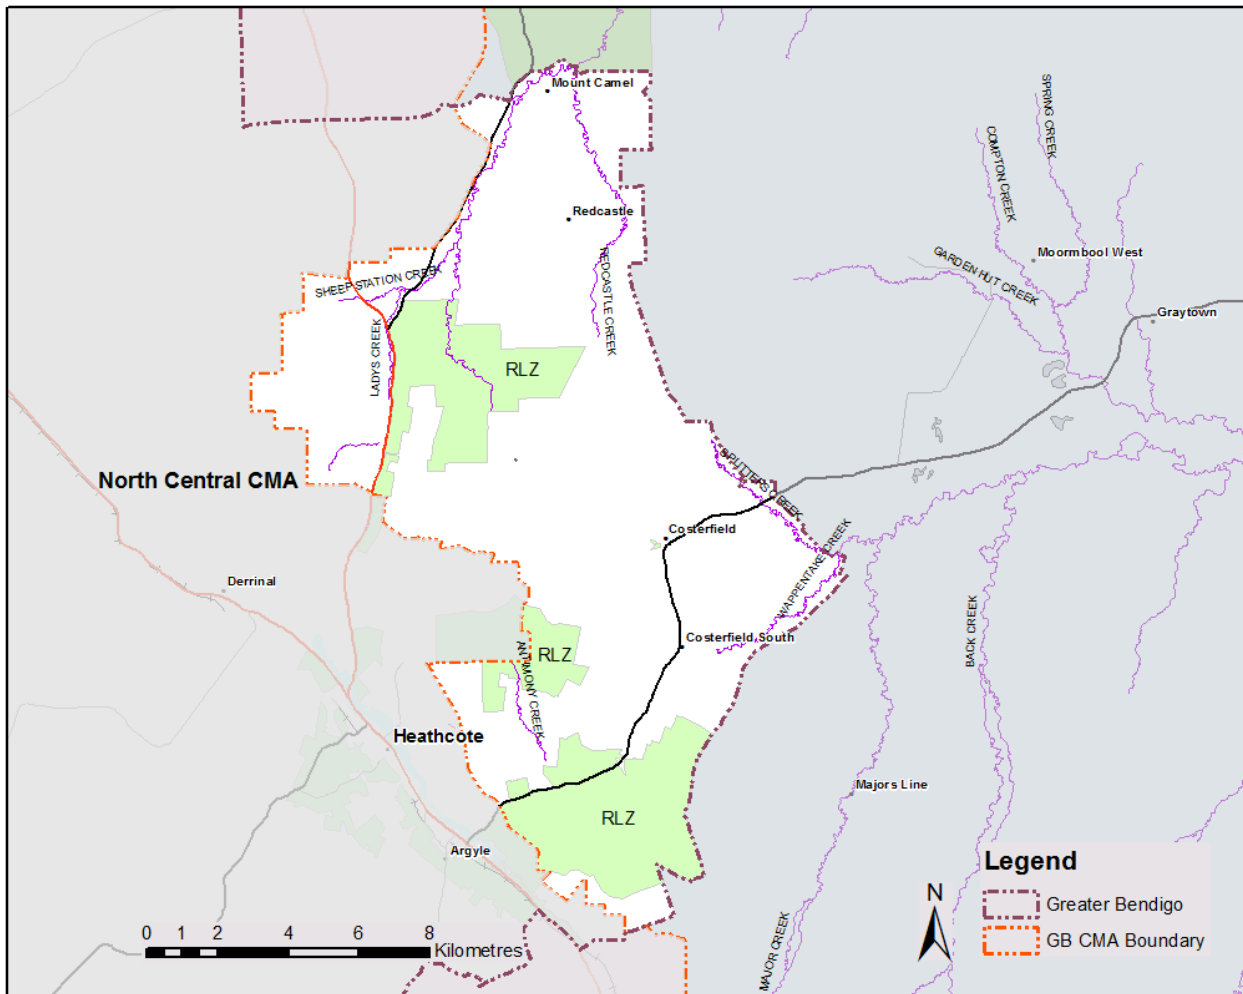 Mount Camel
SPRING CREEK
COMPTON CREEK
Redcastle
REDCASTLE CREEK
Moormbool West
GARDEN HUT CREEK
SHEEP STATION CREEK
Graytown
LADYS CREEK
RLZ
North Central CMA
SPLITTERS CREEK
Costerfield
WAPPENTAKE CREEK
Derrinal
BACK CREEK
Costerfield South
ANTIMONY CREEK
RLZ
Heathcote
Majors Line
RLZ
Argyle
MAJOR CREEK
Legend
Greater Bendigo
GB CMA Boundary
N
0 1 2 4 6 8
Kilometres